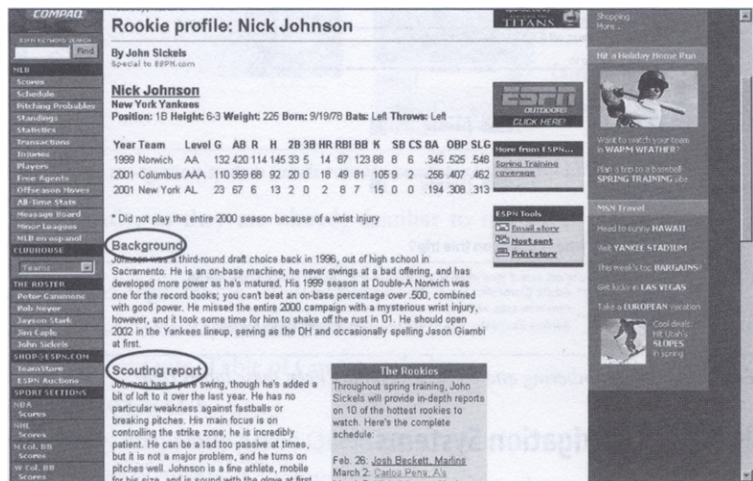 COMPAQ
ESPN KEYWORD SEARCH
Find
MLB
Scores
Schedule
Pitching Probables
Standings
Statistics
Transactions
Injuries
Players
Free Agents
Offseason Moves
All-Time Stats
Message Board
Minor Leagues
MLB en espanol
CLUBHOUSE
Teams
THE ROSTER
Peter Gammons
Rob Neyer
Jayson Stark
Jim Caple
John Sickels
SHOP@ESPN.COM
TeamStore
ESPN Auctions
SPORT SECTIONS
NBA
Scores
NHL
Scores
M Col. BB
Scores
W Col. BB
Scores
Rookie profile: Nick Johnson
By John Sickels
Special to ESPN.com
Nick Johnson
New York Yankees
Position: 1B Height: 6-3 Weight: 225 Born: 9/19/78 Bats: Left Throws: Left
Year Team Level G AB R H 2B 3B HR RBI BB K SB CS BA OBP SLG
1999 Norwich AA 132 420 114 145 33 5 14 87 123 88 8 6 .345 .525 .548
2001 Columbus AAA 110 359 68 92 20 0 18 49 81 105 9 2 .256 .407 .462
2001 New York AL 23 67 6 13 2 0 2 8 7 15 0 0 .194 .308 .313
* Did not play the entire 2000 season because of a wrist injury
Background
Johnson was a third-round draft choice back in 1996, out of high school in
Sacramento. He is an on-base machine; he never swings at a bad offering, and has
developed more power as he's matured. His 1999 season at Double-A Norwich was
one for the record books; you can't beat an on-base percentage over .500, combined
with good power. He missed the entire 2000 campaign with a mysterious wrist injury,
however, and it took some time for him to shake off the rust in '01. He should open
2002 in the Yankees lineup, serving as the DH and occasionally spelling Jason Giambi
at first.
Scouting report
Johnson has a pure swing, though he's added a
bit of loft to it over the last year. He has no
particular weakness against fastballs or
breaking pitches. His main focus is on
controlling the strike zone; he is incredibly
patient. He can be a tad too passive at times,
but it is not a major problem, and he turns on
pitches well. Johnson is a fine athlete, mobile
for his size, and is sound with the glove at first
The Rookies
Throughout spring training, John
Sickels will provide in-depth reports
on 10 of the hottest rookies to
watch. Here's the complete
schedule:
Feb. 26: Josh Beckett, Marlins
March 2: Carlos Pena, A's
TITANS
ESPN
OUTDOORS
CLICK HERE!
More from ESPN...
Spring Training
coverage
ESPN Tools
Email story
Most sent
Print story
Shopping
More...
Hit a Holiday Home Run
Want to watch your team
in WARM WEATHER?
Plan a trip to a baseball
SPRING TRAINING site
MSN Travel
Head to sunny HAWAII
Visit YANKEE STADIUM
This week's top BARGAINS!
Get lucky in LAS VEGAS
Take a EUROPEAN vacation
Cool deals:
Hit Utah's
SLOPES
in spring